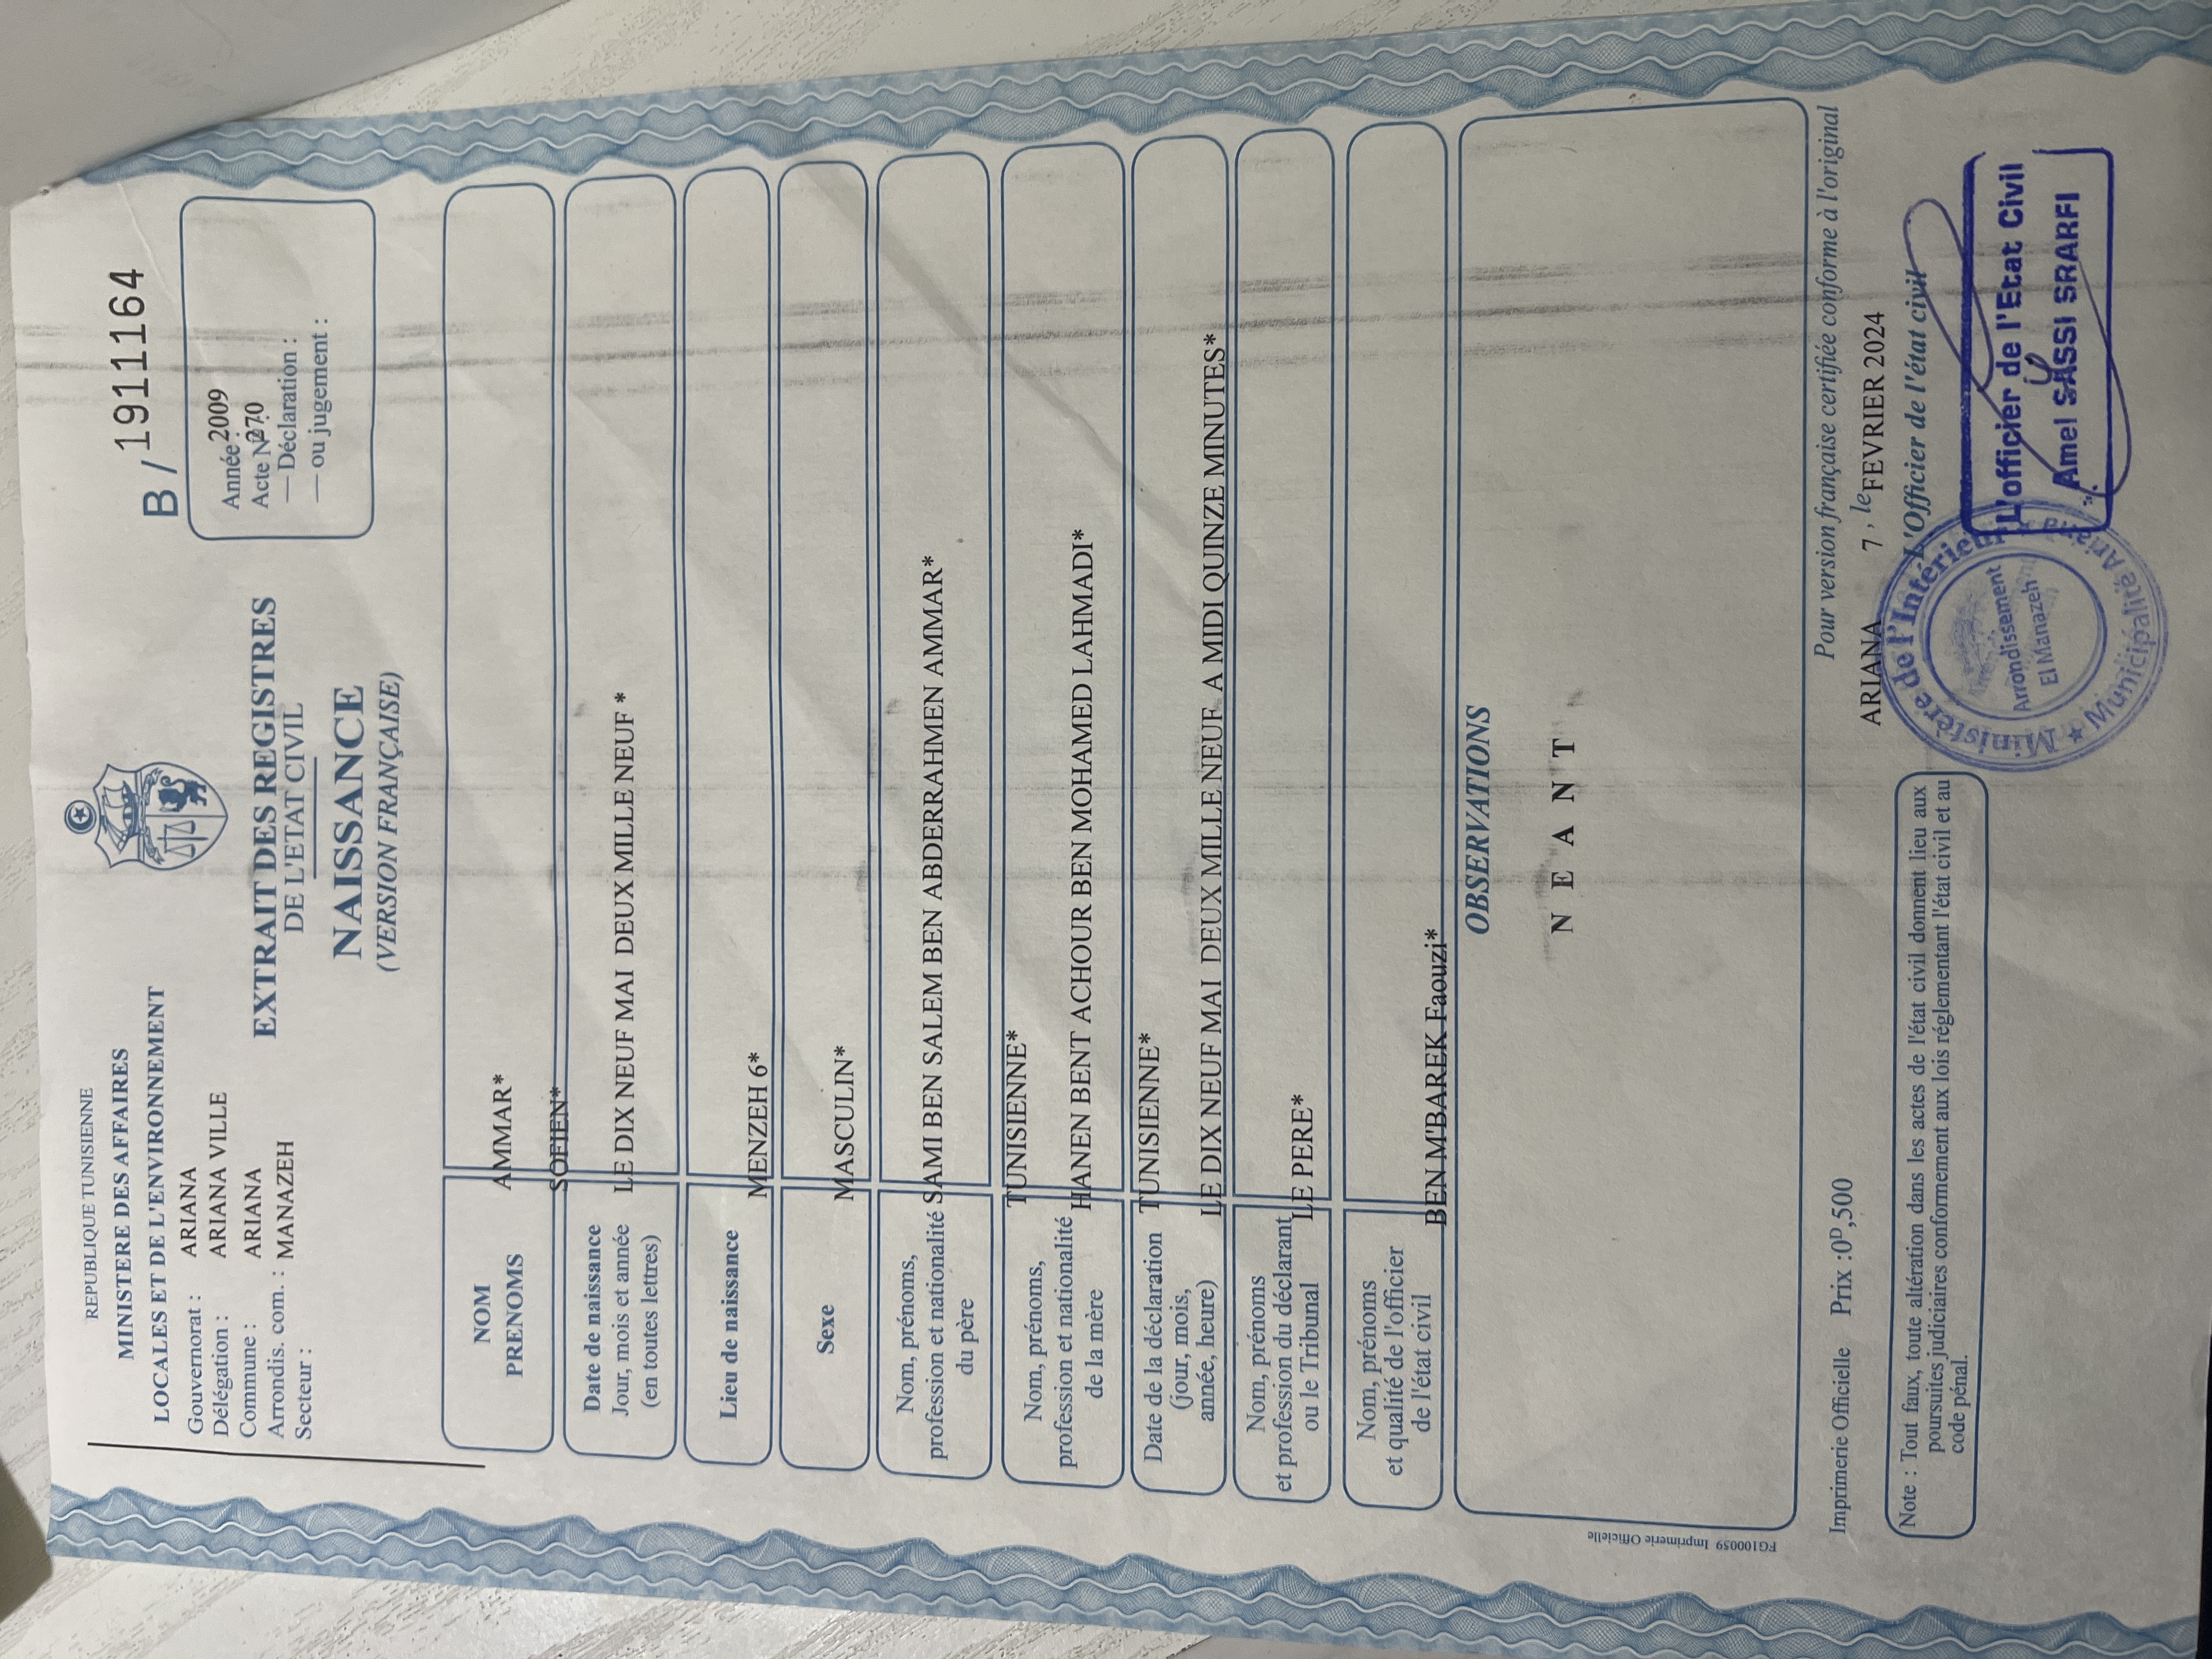 REPUBLIQUE TUNISIENNE
MINISTERE DES AFFAIRES
LOCALES ET DE L'ENVIRONNEMENT
Gouvernorat : ARIANA
Délégation : ARIANA VILLE
Commune : ARIANA
Arrondis. com. : MANAZEH
Secteur :
EXTRAIT DES REGISTRES
DE L'ETAT CIVIL
NAISSANCE
(VERSION FRANÇAISE)
B / 1911164
Année : 2009
Acte N° 270
— Déclaration :
— ou jugement :
NOM AMMAR*
PRENOMS SOFIEN*
Date de naissance
Jour, mois et année LE DIX NEUF MAI DEUX MILLE NEUF *
(en toutes lettres)
Lieu de naissance MENZEH 6*
Sexe MASCULIN*
Nom, prénoms,
profession et nationalité SAMI BEN SALEM BEN ABDERRAHMEN AMMAR*
du père
TUNISIENNE*
Nom, prénoms,
profession et nationalité HANEN BENT ACHOUR BEN MOHAMED LAHMADI*
de la mère
TUNISIENNE*
Date de la déclaration
(jour, mois,
année, heure) LE DIX NEUF MAI DEUX MILLE NEUF A MIDI QUINZE MINUTES*
Nom, prénoms
et profession du déclarant LE PERE*
ou le Tribunal
Nom, prénoms
et qualité de l'officier
de l'état civil BEN M'BAREK Faouzi*
OBSERVATIONS
N E A N T
FG100059 Imprimerie Officielle
Imprimerie Officielle Prix : 0ᴰ,500
Pour version française certifiée conforme à l'original
ARIANA 7 , le FEVRIER 2024
L'Officier de l'état civil
Note : Tout faux, toute altération dans les actes de l'état civil donnent lieu aux
poursuites judiciaires conformement aux lois réglementant l'état civil et au
code pénal.
Ministère de l'Intérieur
Arrondissement
El Manazeh
Municipalité Ariana
L'officier de l'Etat Civil
Amel SASSI SRARFI